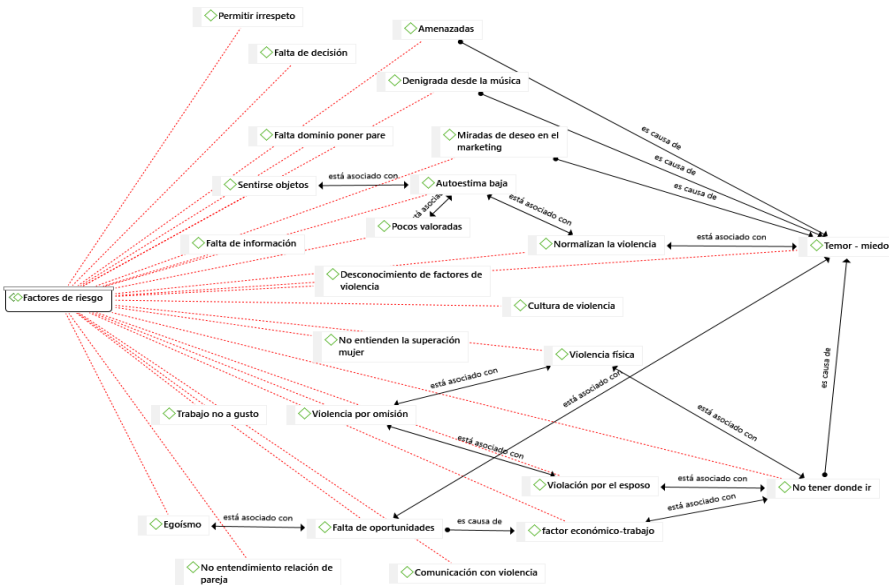 Permitir irrespeto
Amenazadas
Falta de decisión
Denigrada desde la música
es causa de
Falta dominio poner pare
Miradas de deseo en el
marketing
es causa de
es causa de
Sentirse objetos
está asociado con
Autoestima baja
está asociado con
está asociado con
Pocos valoradas
Falta de información
Normalizan la violencia
está asociado con
Temor - miedo
Desconocimiento de factores de
violencia
Factores de riesgo
Cultura de violencia
No entienden la superación
mujer
Violencia física
está asociado con
está asociado con
es causa de
Trabajo no a gusto
Violencia por omisión
está asociado con
está asociado con
Violación por el esposo
está asociado con
No tener donde ir
está asociado con
Egoísmo
está asociado con
Falta de oportunidades
es causa de
factor económico-trabajo
No entendimiento relación de
pareja
Comunicación con violencia